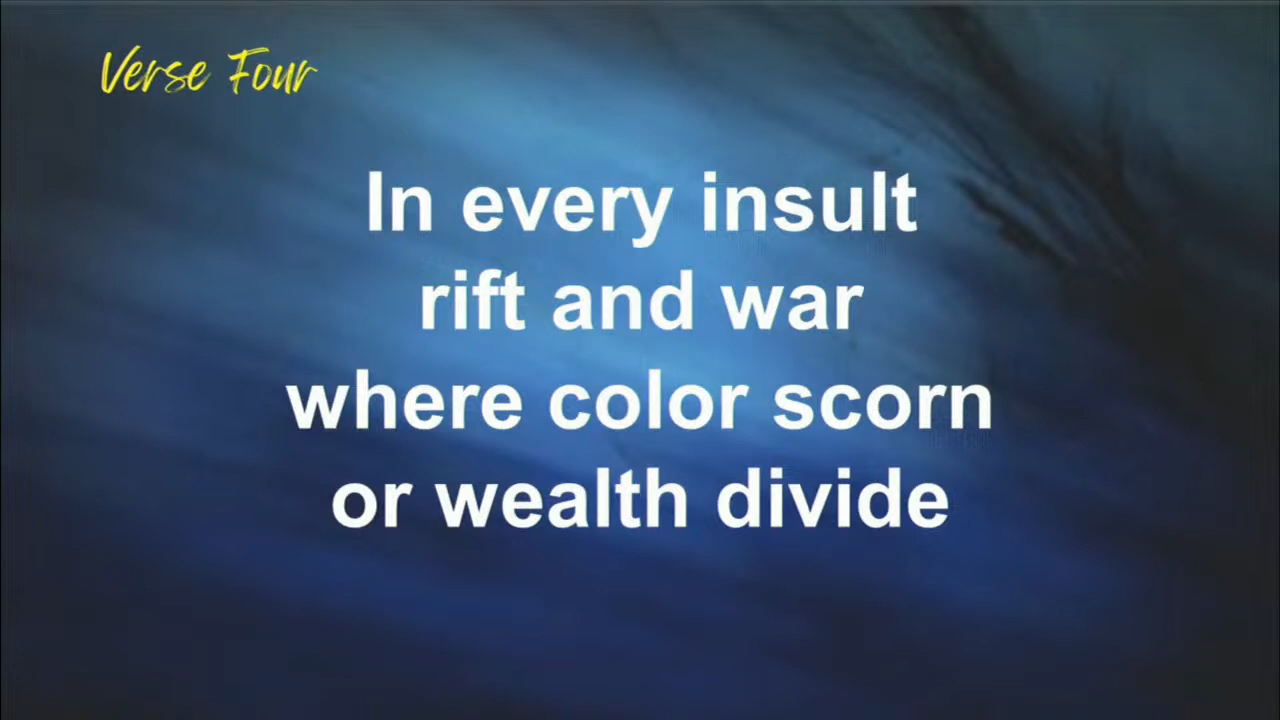 Verse Four
In every insult
rift and war
where color scorn
or wealth divide